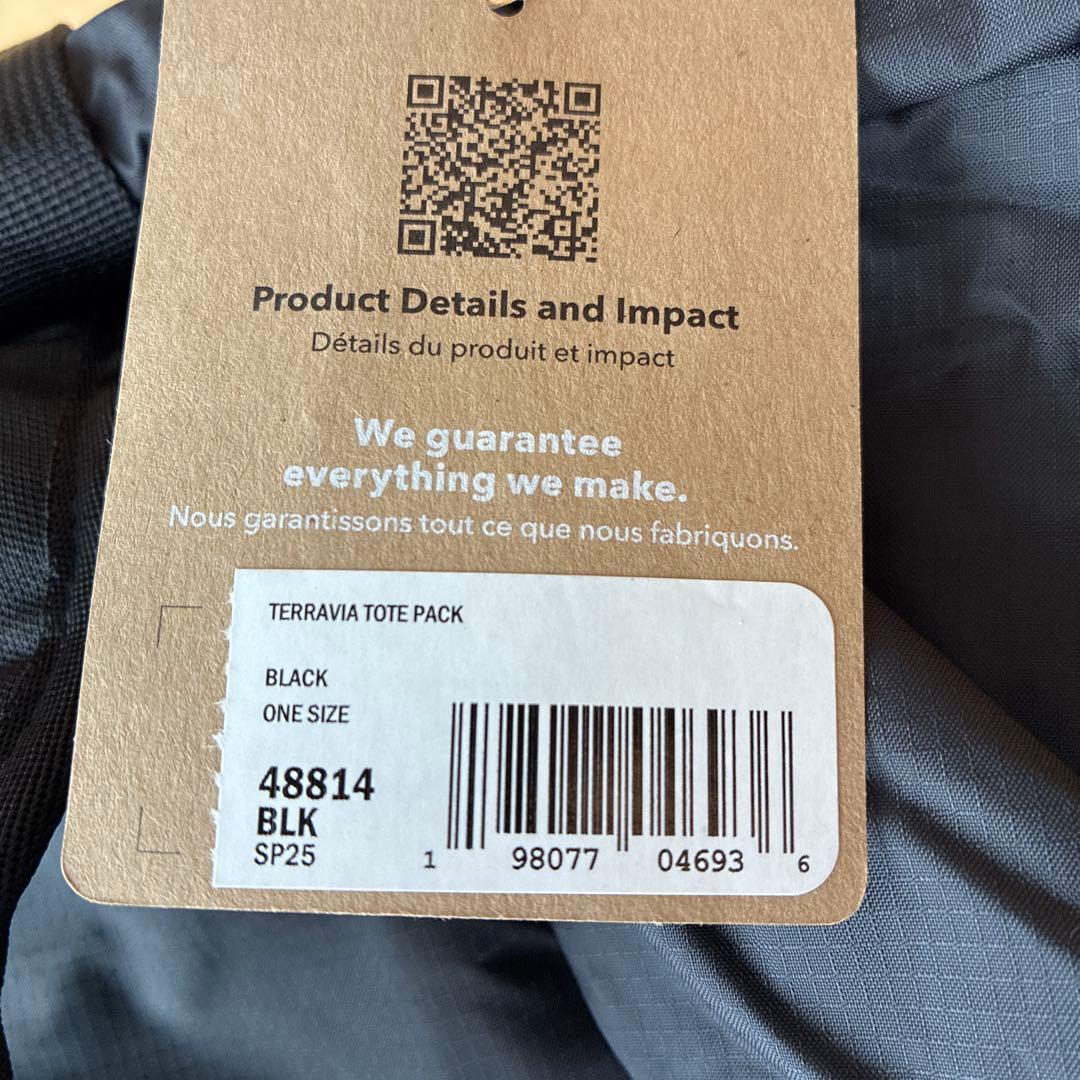 Product Details and Impact
Détails du produit et impact
We guarantee
everything we make.
Nous garantissons tout ce que nous fabriquons.
TERRAVIA TOTE PACK
BLACK
ONE SIZE
48814
BLK
SP25
1 98077 04693 6